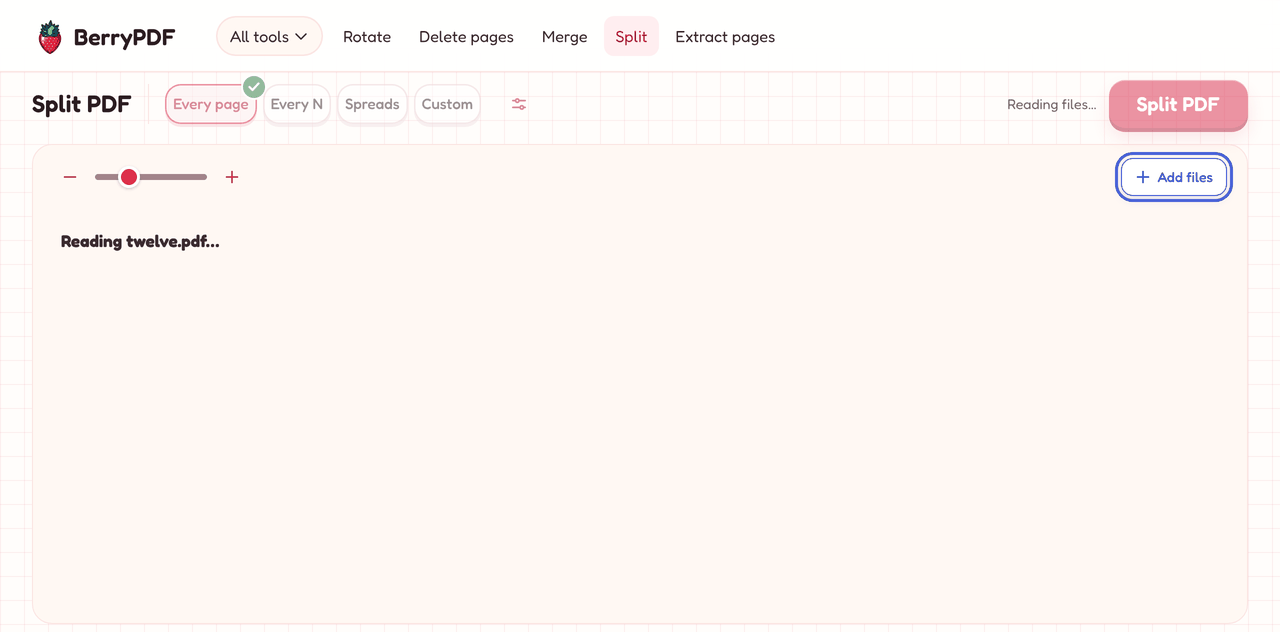 BerryPDF
All tools
Rotate
Delete pages
Merge
Split
Extract pages
Split PDF
Every page
Every N
Spreads
Custom
Reading files...
Split PDF
Add files
Reading twelve.pdf...